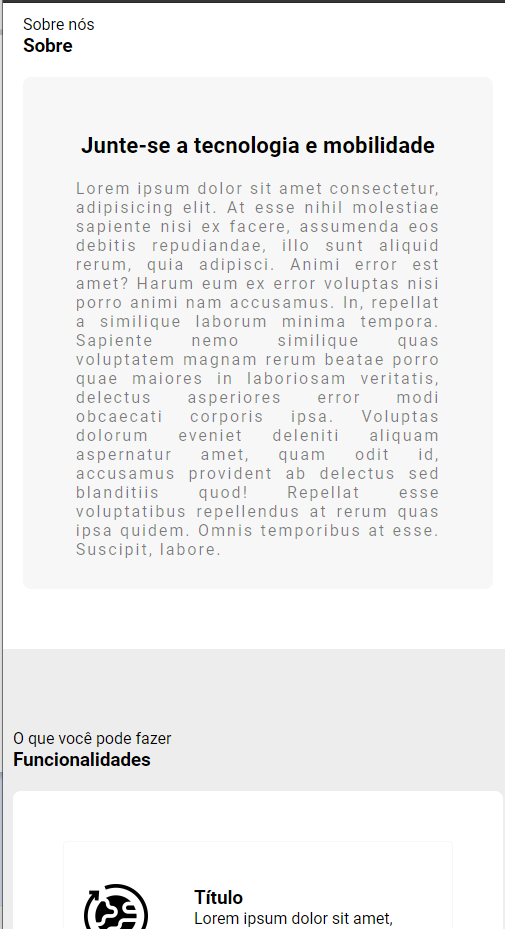 Sobre nós
Sobre
Junte-se a tecnologia e mobilidade
Lorem ipsum dolor sit amet consectetur,
adipisicing elit. At esse nihil molestiae
sapiente nisi ex facere, assumenda eos
debitis repudiandae, illo sunt aliquid
rerum, quia adipisci. Animi error est
amet? Harum eum ex error voluptas nisi
porro animi nam accusamus. In, repellat
a similique laborum minima tempora.
Sapiente nemo similique quas
voluptatem magnam rerum beatae porro
quae maiores in laboriosam veritatis,
delectus asperiores error modi
obcaecati corporis ipsa. Voluptas
dolorum eveniet deleniti aliquam
aspernatur amet, quam odit id,
accusamus provident ab delectus sed
blanditiis quod! Repellat esse
voluptatibus repellendus at rerum quas
ipsa quidem. Omnis temporibus at esse.
Suscipit, labore.
O que você pode fazer
Funcionalidades
Título
Lorem ipsum dolor sit amet,